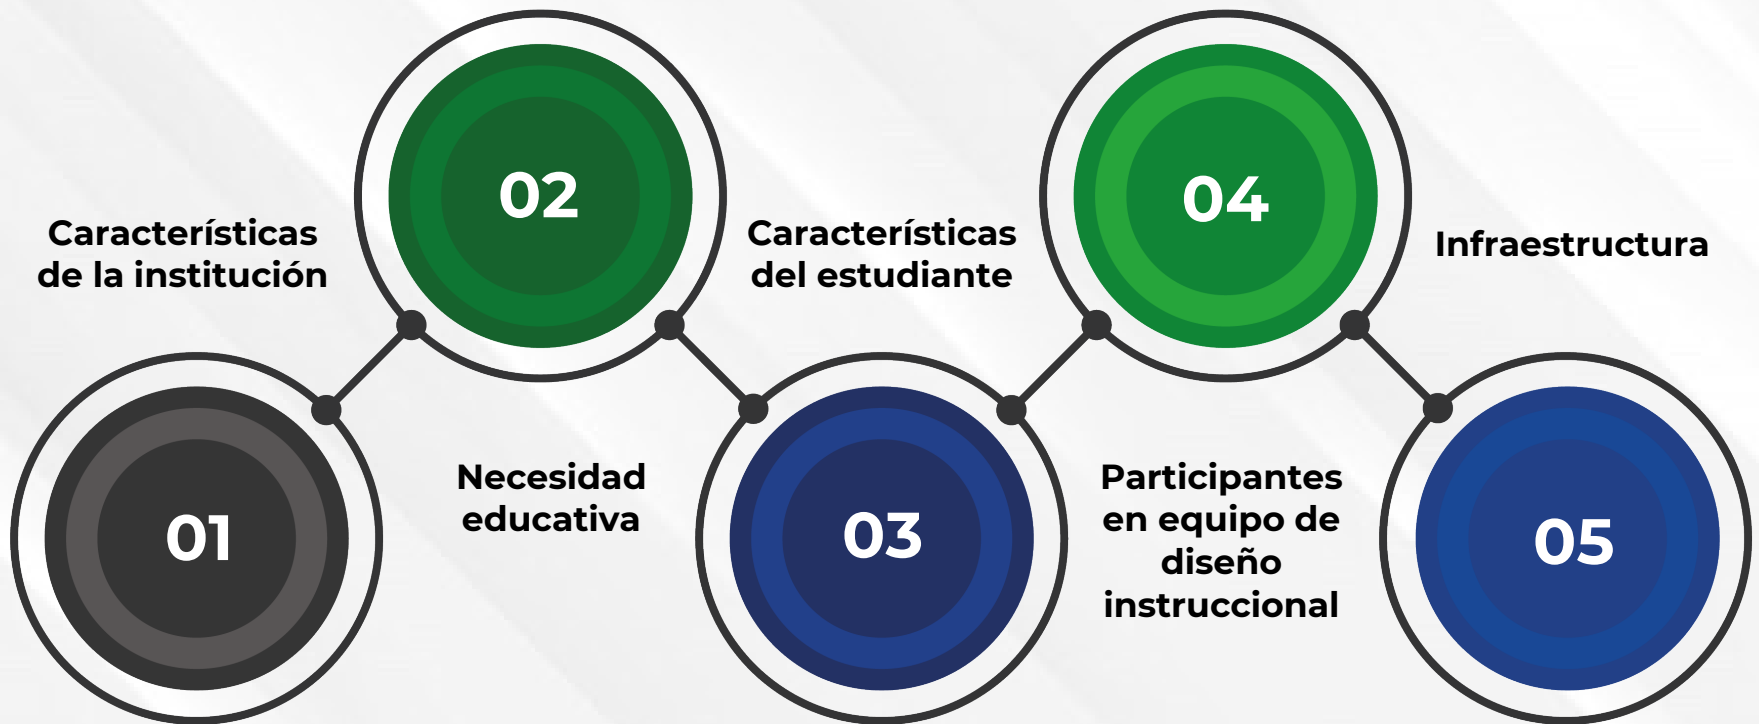 01
Características
de la institución
02
Necesidad
educativa
03
Características
del estudiante
04
Participantes
en equipo de
diseño
instruccional
05
Infraestructura